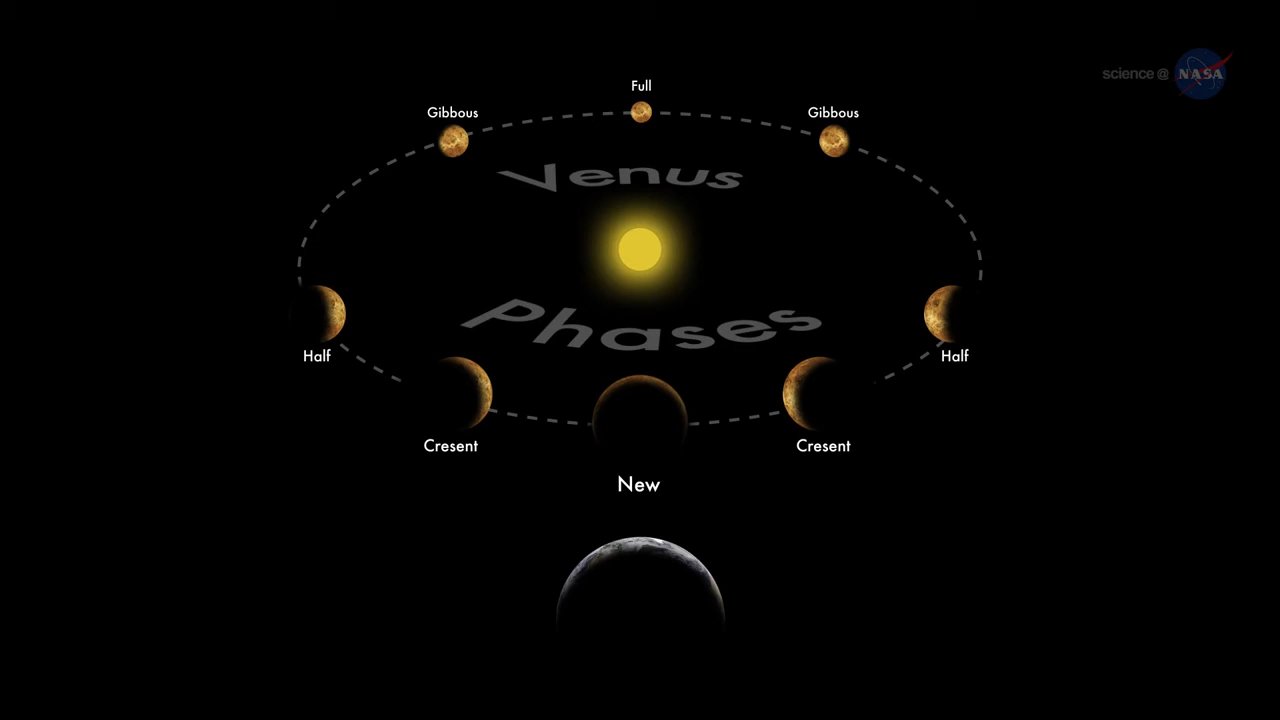 science @ NASA
Full
Gibbous
Gibbous
Venus
Phases
Half
Half
Cresent
Cresent
New